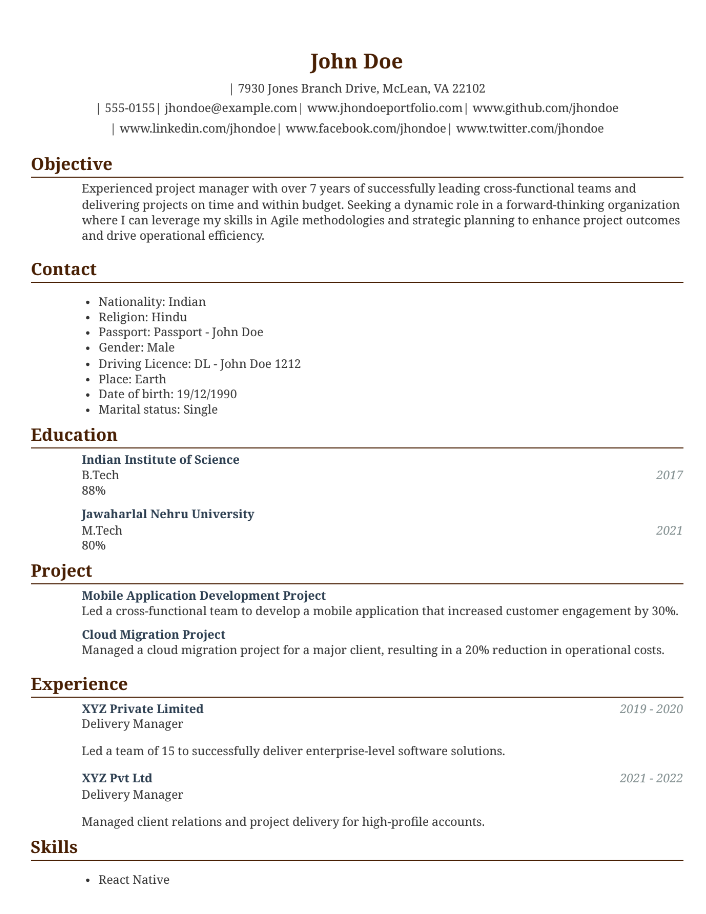 John Doe
| 7930 Jones Branch Drive, McLean, VA 22102
| 555-0155| jhondoe@example.com| www.jhondoeportfolio.com| www.github.com/jhondoe
| www.linkedin.com/jhondoe| www.facebook.com/jhondoe| www.twitter.com/jhondoe
Objective
Experienced project manager with over 7 years of successfully leading cross-functional teams and
delivering projects on time and within budget. Seeking a dynamic role in a forward-thinking organization
where I can leverage my skills in Agile methodologies and strategic planning to enhance project outcomes
and drive operational efficiency.
Contact
• Nationality: Indian
• Religion: Hindu
• Passport: Passport - John Doe
• Gender: Male
• Driving Licence: DL - John Doe 1212
• Place: Earth
• Date of birth: 19/12/1990
• Marital status: Single
Education
Indian Institute of Science
B.Tech 2017
88%
Jawaharlal Nehru University
M.Tech 2021
80%
Project
Mobile Application Development Project
Led a cross-functional team to develop a mobile application that increased customer engagement by 30%.
Cloud Migration Project
Managed a cloud migration project for a major client, resulting in a 20% reduction in operational costs.
Experience
XYZ Private Limited 2019 - 2020
Delivery Manager
Led a team of 15 to successfully deliver enterprise-level software solutions.
XYZ Pvt Ltd 2021 - 2022
Delivery Manager
Managed client relations and project delivery for high-profile accounts.
Skills
• React Native